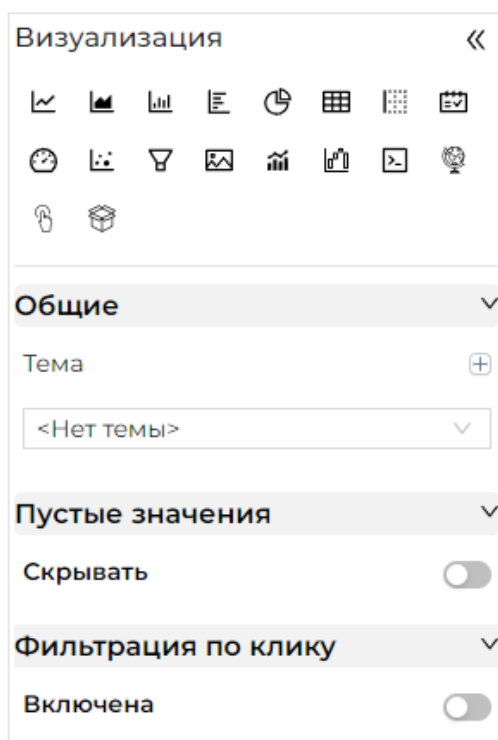 Визуализация
Общие
Тема
<Нет темы>
Пустые значения
Скрывать
Фильтрация по клику
Включена